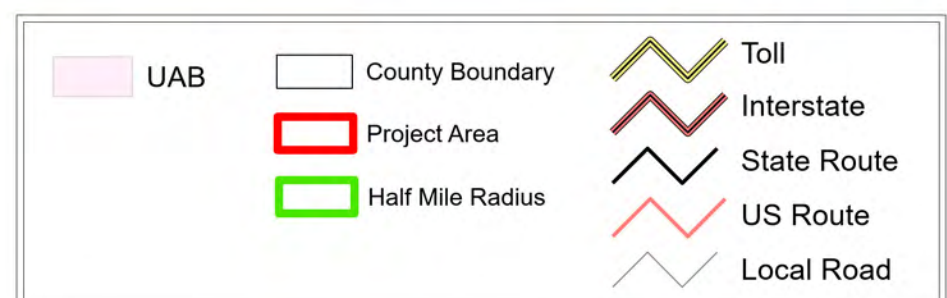 UAB
County Boundary
Project Area
Half Mile Radius
Toll
Interstate
State Route
US Route
Local Road